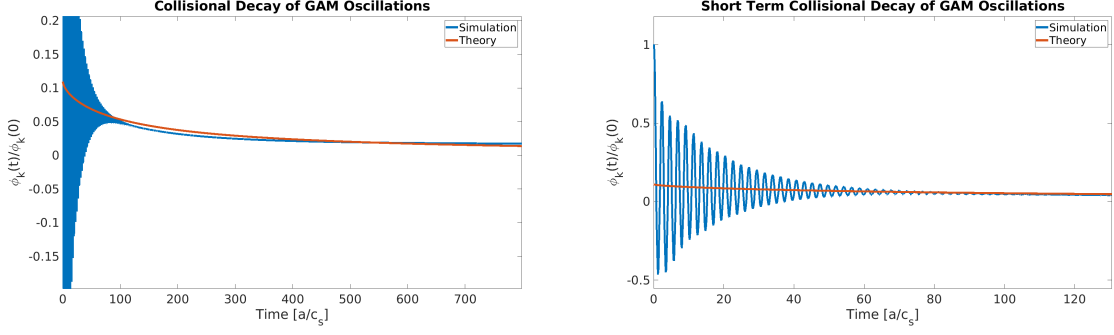 Collisional Decay of GAM Oscillations
Simulation
Theory
0.2
0.15
0.1
0.05
0
-0.05
-0.1
-0.15
ϕk(t)/ϕk(0)
0 100 200 300 400 500 600 700
Time [a/cs]
Short Term Collisional Decay of GAM Oscillations
Simulation
Theory
1
0.5
0
-0.5
ϕk(t)/ϕk(0)
0 20 40 60 80 100 120
Time [a/cs]